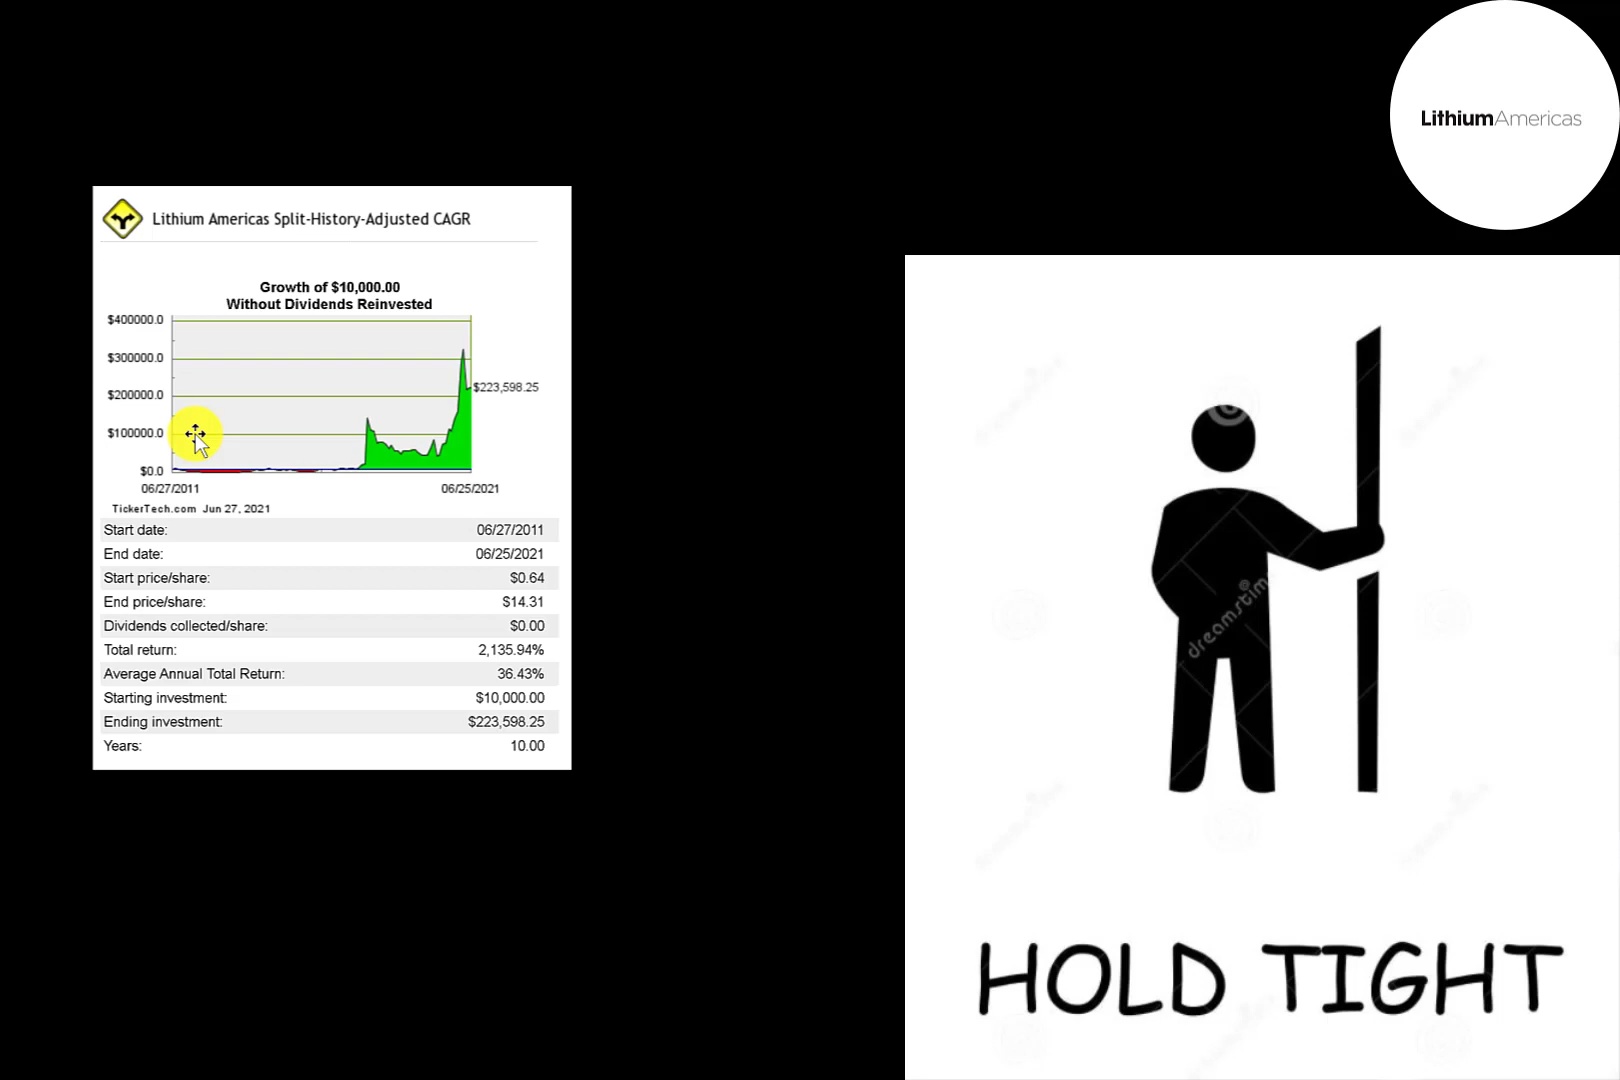 LithiumAmericas
Lithium Americas Split-History-Adjusted CAGR
Growth of $10,000.00
Without Dividends Reinvested
$400000.0
$300000.0
$223,598.25
$200000.0
$100000.0
$0.0
06/27/2011 06/25/2021
TickerTech.com Jun 27, 2021
Start date: 06/27/2011
End date: 06/25/2021
Start price/share: $0.64
End price/share: $14.31
Dividends collected/share: $0.00
Total return: 2,135.94%
Average Annual Total Return: 36.43%
Starting investment: $10,000.00
Ending investment: $223,598.25
Years: 10.00
HOLD TIGHT